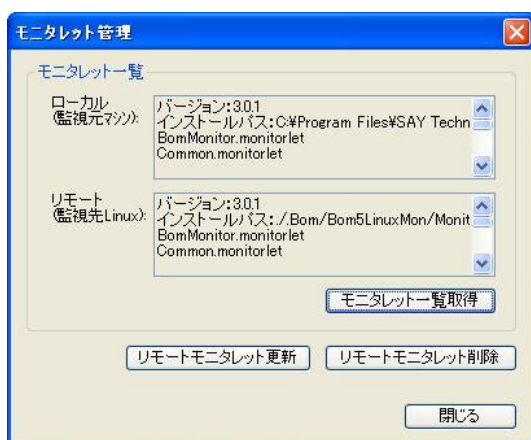 モニタレット管理
モニタレット一覧
ローカル
(監視元マシン):
バージョン:3.0.1
インストールパス:C:¥Program Files¥SAY Techn
BomMonitor.monitorlet
Common.monitorlet
リモート
(監視先Linux):
バージョン:3.0.1
インストールパス:./.Bom/Bom5LinuxMon/Monit
BomMonitor.monitorlet
Common.monitorlet
モニタレット一覧取得
リモートモニタレット更新
リモートモニタレット削除
閉じる